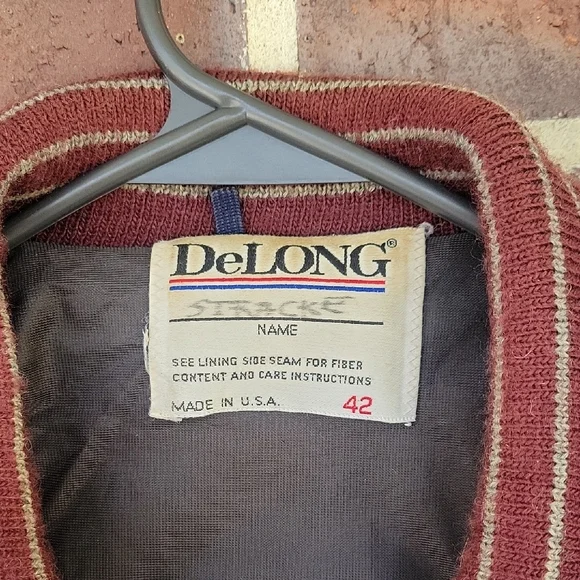 DeLONG®
STRACKE
NAME
SEE LINING SIDE SEAM FOR FIBER
CONTENT AND CARE INSTRUCTIONS
MADE IN U.S.A. 42